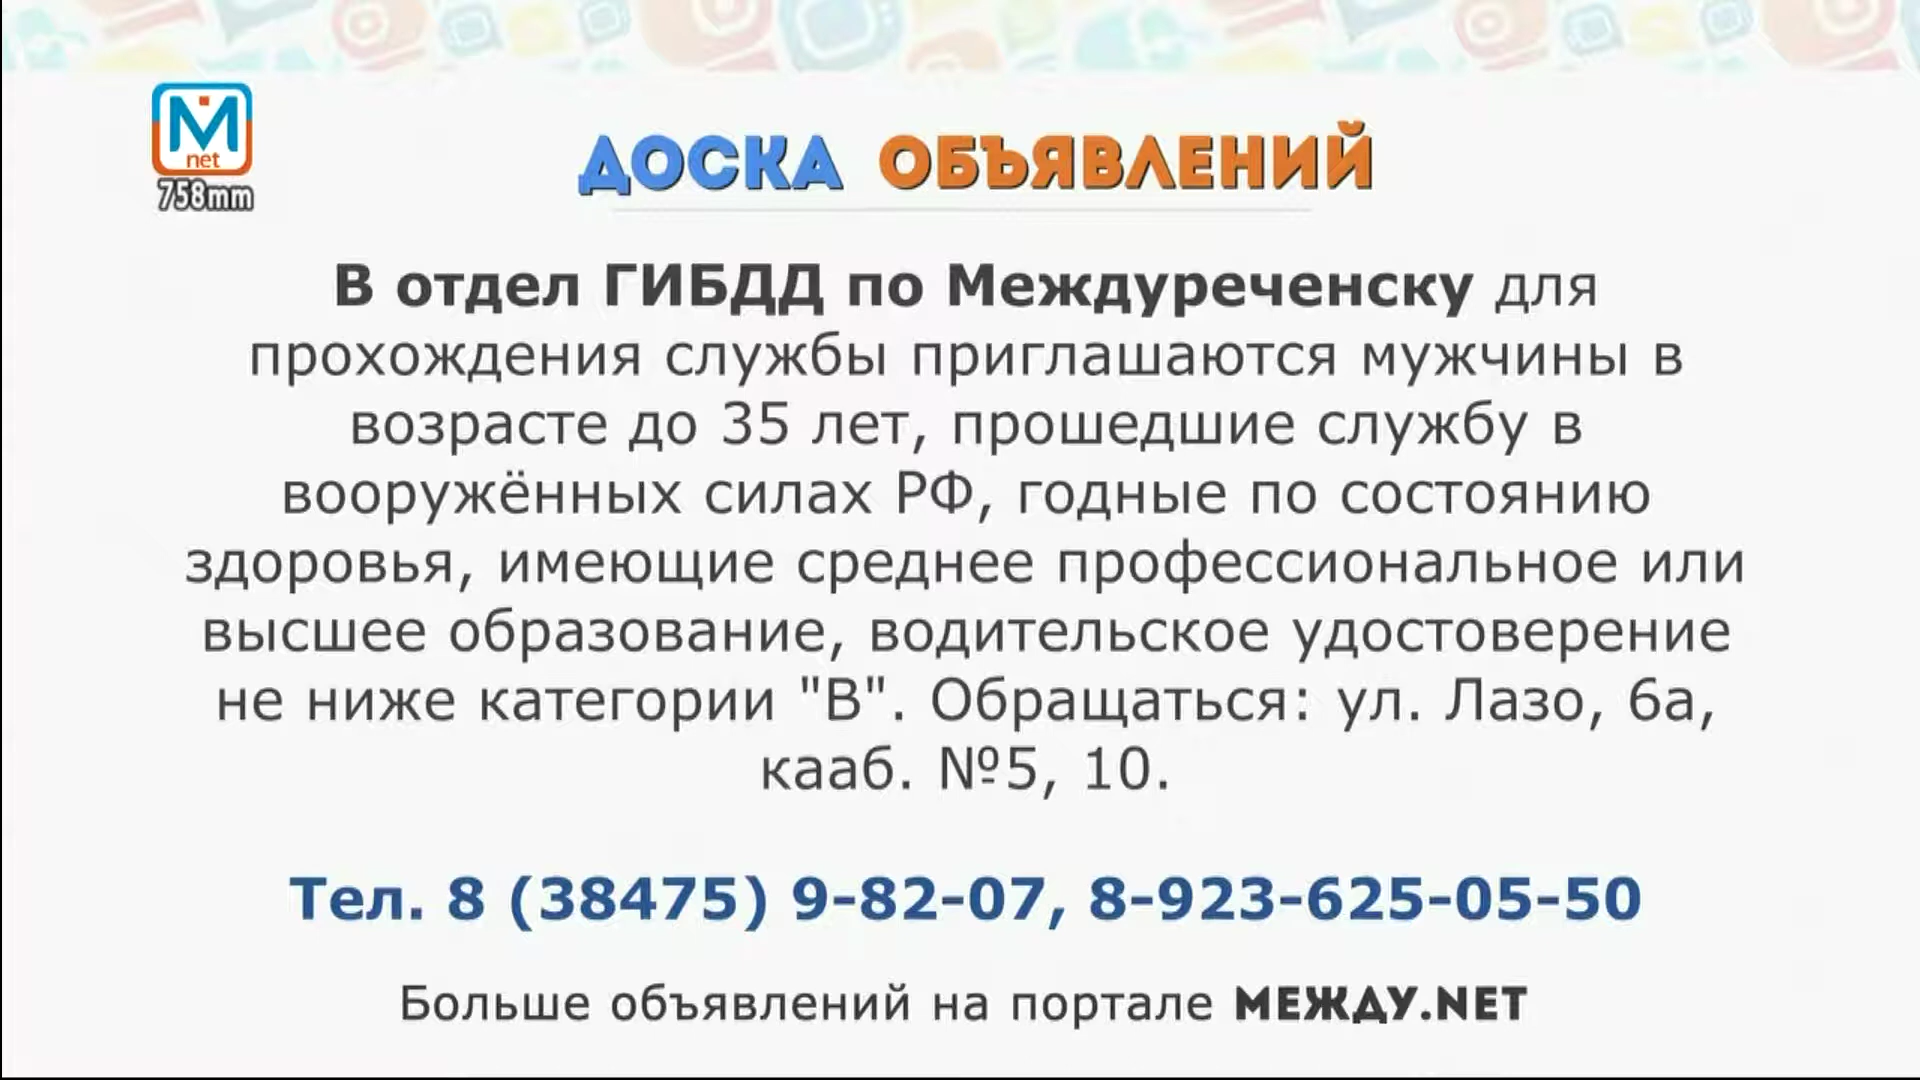 M
net
758mm
ДОСКА ОБЪЯВЛЕНИЙ
В отдел ГИБДД по Междуреченску для
прохождения службы приглашаются мужчины в
возрасте до 35 лет, прошедшие службу в
вооружённых силах РФ, годные по состоянию
здоровья, имеющие среднее профессиональное или
высшее образование, водительское удостоверение
не ниже категории "В". Обращаться: ул. Лазо, 6а,
кааб. №5, 10.
Тел. 8 (38475) 9-82-07, 8-923-625-05-50
Больше объявлений на портале МЕЖДУ.NET